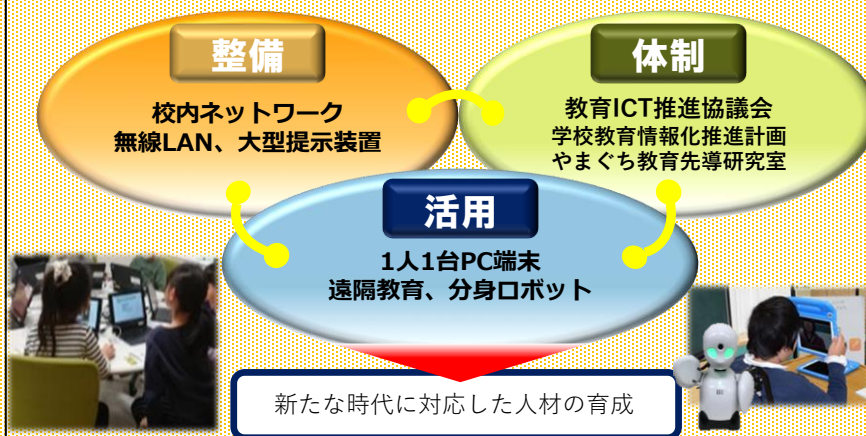 整備
校内ネットワーク
無線LAN、大型提示装置
体制
教育ICT推進協議会
学校教育情報化推進計画
やまぐち教育先導研究室
活用
1人1台PC端末
遠隔教育、分身ロボット
新たな時代に対応した人材の育成